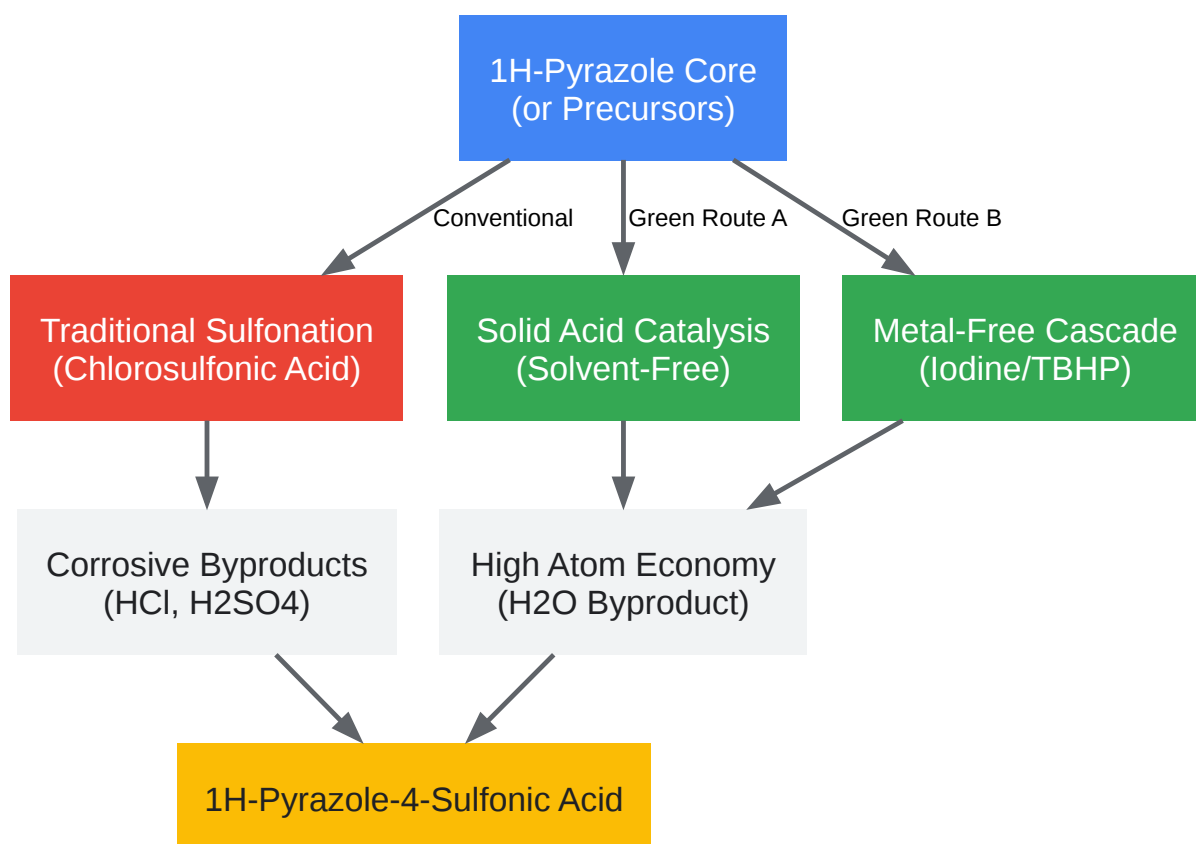 1H-Pyrazole Core
(or Precursors)
Conventional
Green Route A
Green Route B
Traditional Sulfonation
(Chlorosulfonic Acid)
Solid Acid Catalysis
(Solvent-Free)
Metal-Free Cascade
(Iodine/TBHP)
Corrosive Byproducts
(HCl, H2SO4)
High Atom Economy
(H2O Byproduct)
1H-Pyrazole-4-Sulfonic Acid